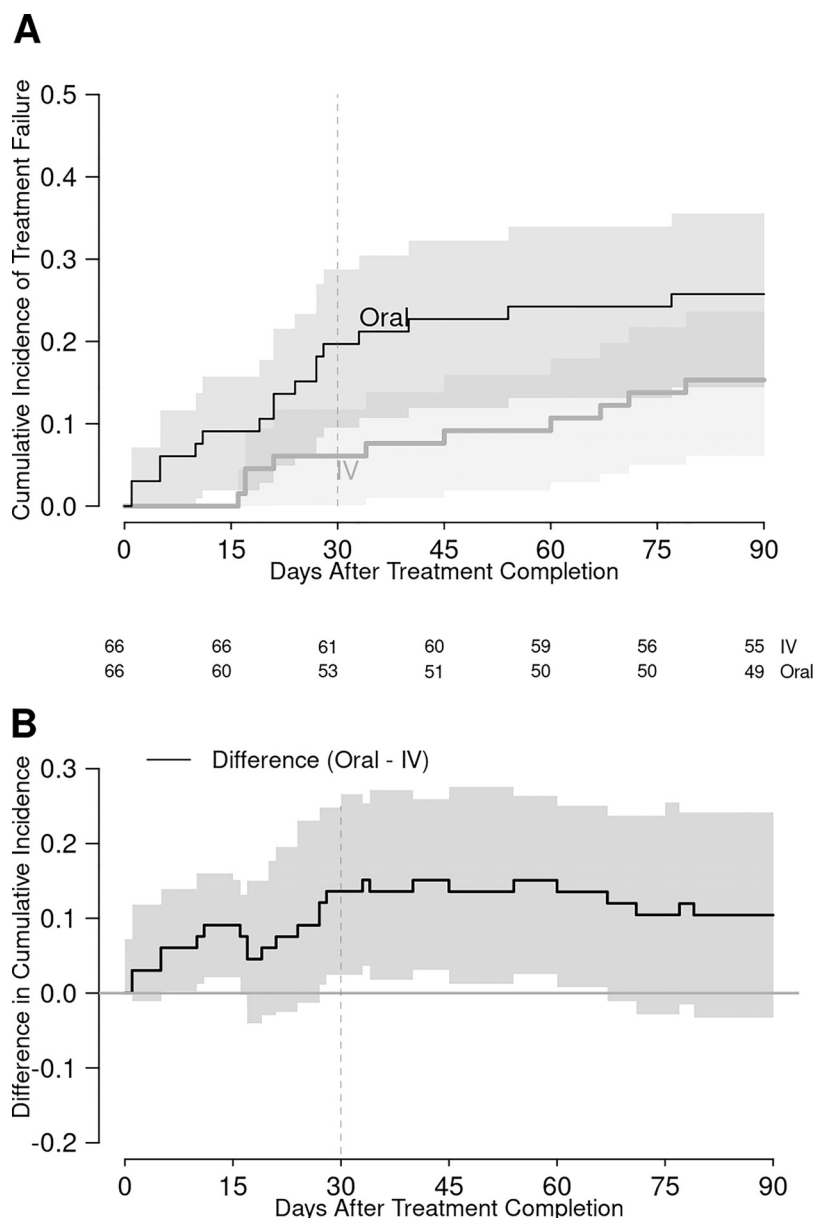 A
Cumulative Incidence of Treatment Failure
0.5
0.4
0.3
0.2
0.1
0.0
Oral
IV
0 15 30 45 60 75 90
Days After Treatment Completion
66 66 61 60 59 56 55 IV
66 60 53 51 50 50 49 Oral
B
Difference (Oral - IV)
Difference in Cumulative Incidence
0.3
0.2
0.1
0.0
-0.1
-0.2
0 15 30 45 60 75 90
Days After Treatment Completion